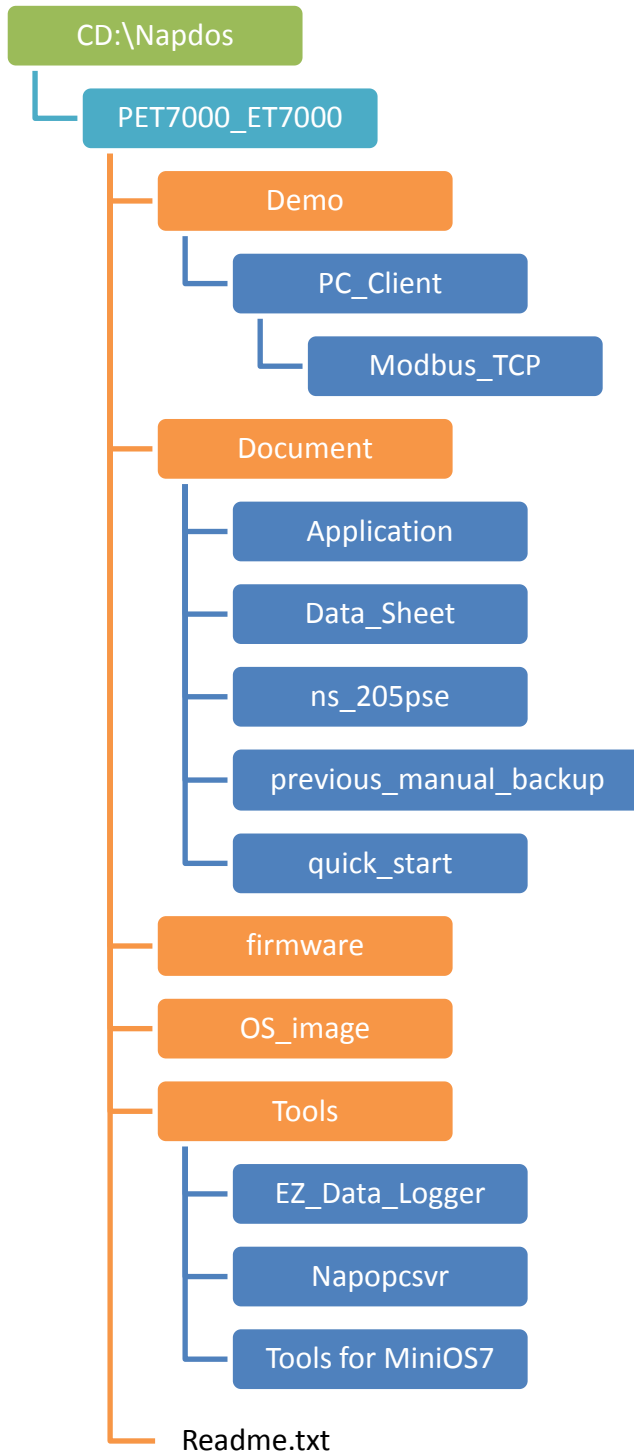 CD:\Napdos
PET7000_ET7000
Demo
PC_Client
Modbus_TCP
Document
Application
Data_Sheet
ns_205pse
previous_manual_backup
quick_start
firmware
OS_image
Tools
EZ_Data_Logger
Napopcsvr
Tools for MiniOS7
Readme.txt